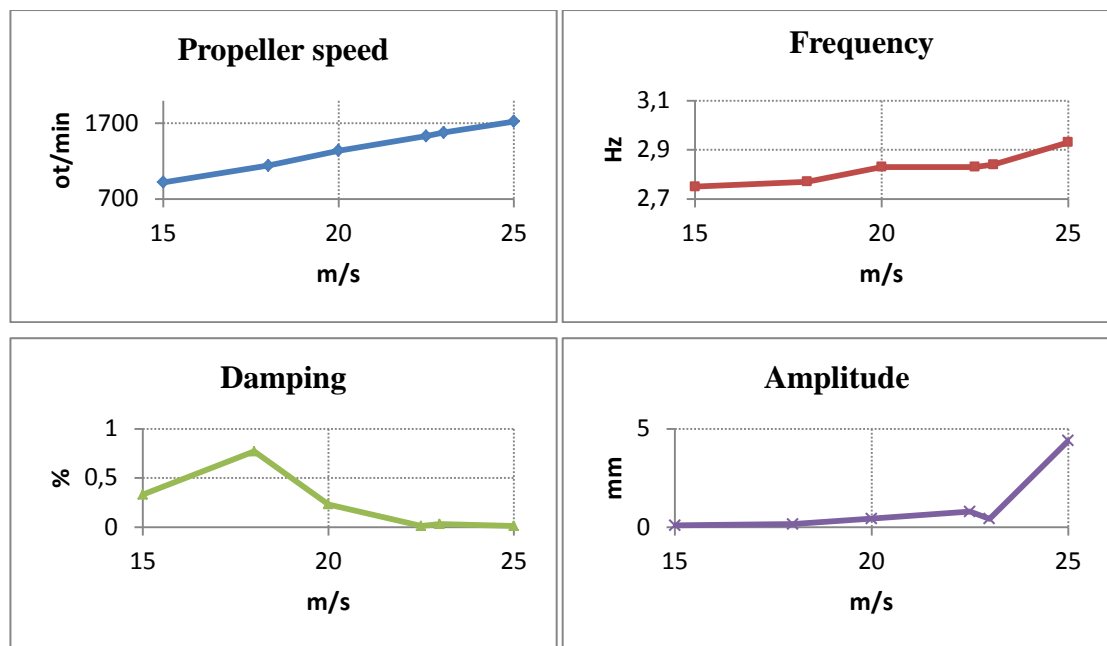 Propeller speed
ot/min
1700
700
15 20 25
m/s
Frequency
Hz
3,1
2,9
2,7
15 20 25
m/s
Damping
%
1
0,5
0
15 20 25
m/s
Amplitude
mm
5
0
15 20 25
m/s